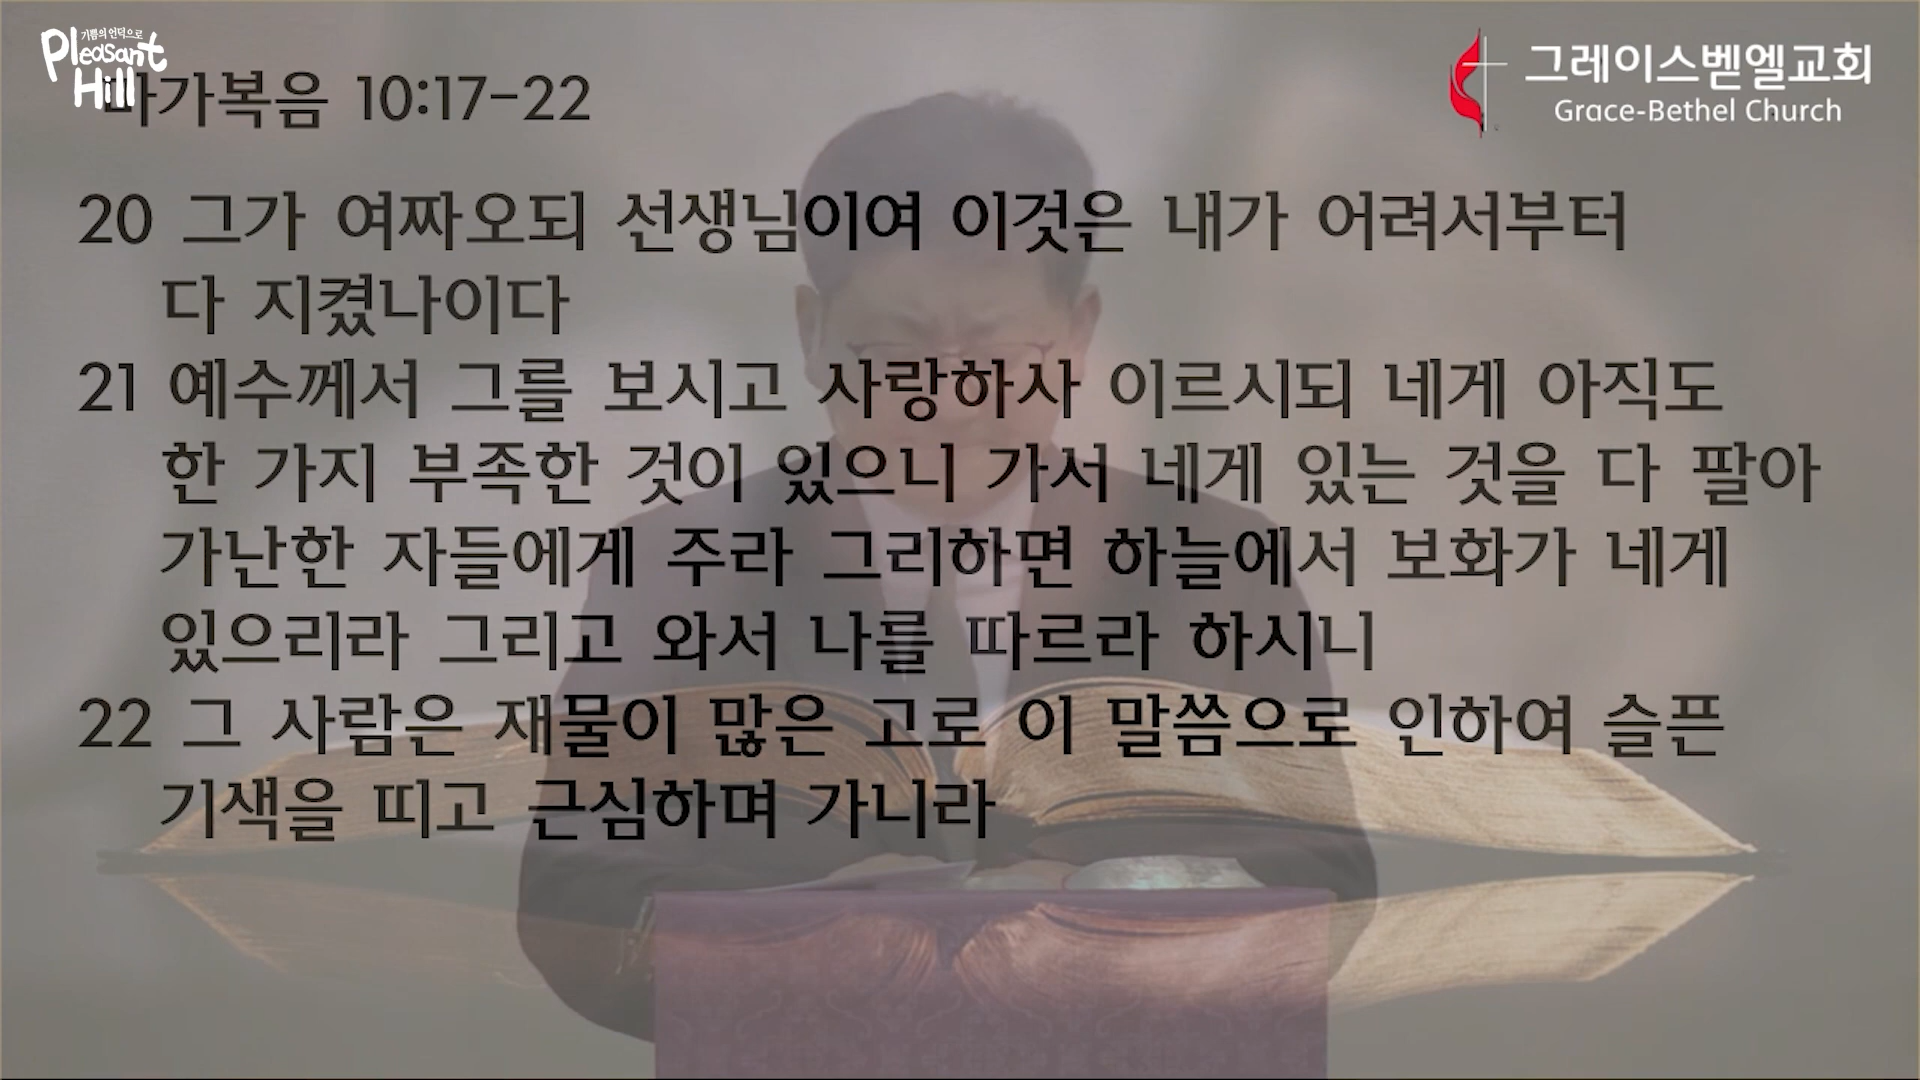 기쁨의 언덕으로
Pleasant
Hill
그레이스벧엘교회
Grace-Bethel Church
마가복음 10:17-22
20 그가 여짜오되 선생님이여 이것은 내가 어려서부터
다 지켰나이다
21 예수께서 그를 보시고 사랑하사 이르시되 네게 아직도
한 가지 부족한 것이 있으니 가서 네게 있는 것을 다 팔아
가난한 자들에게 주라 그리하면 하늘에서 보화가 네게
있으리라 그리고 와서 나를 따르라 하시니
22 그 사람은 재물이 많은 고로 이 말씀으로 인하여 슬픈
기색을 띠고 근심하며 가니라